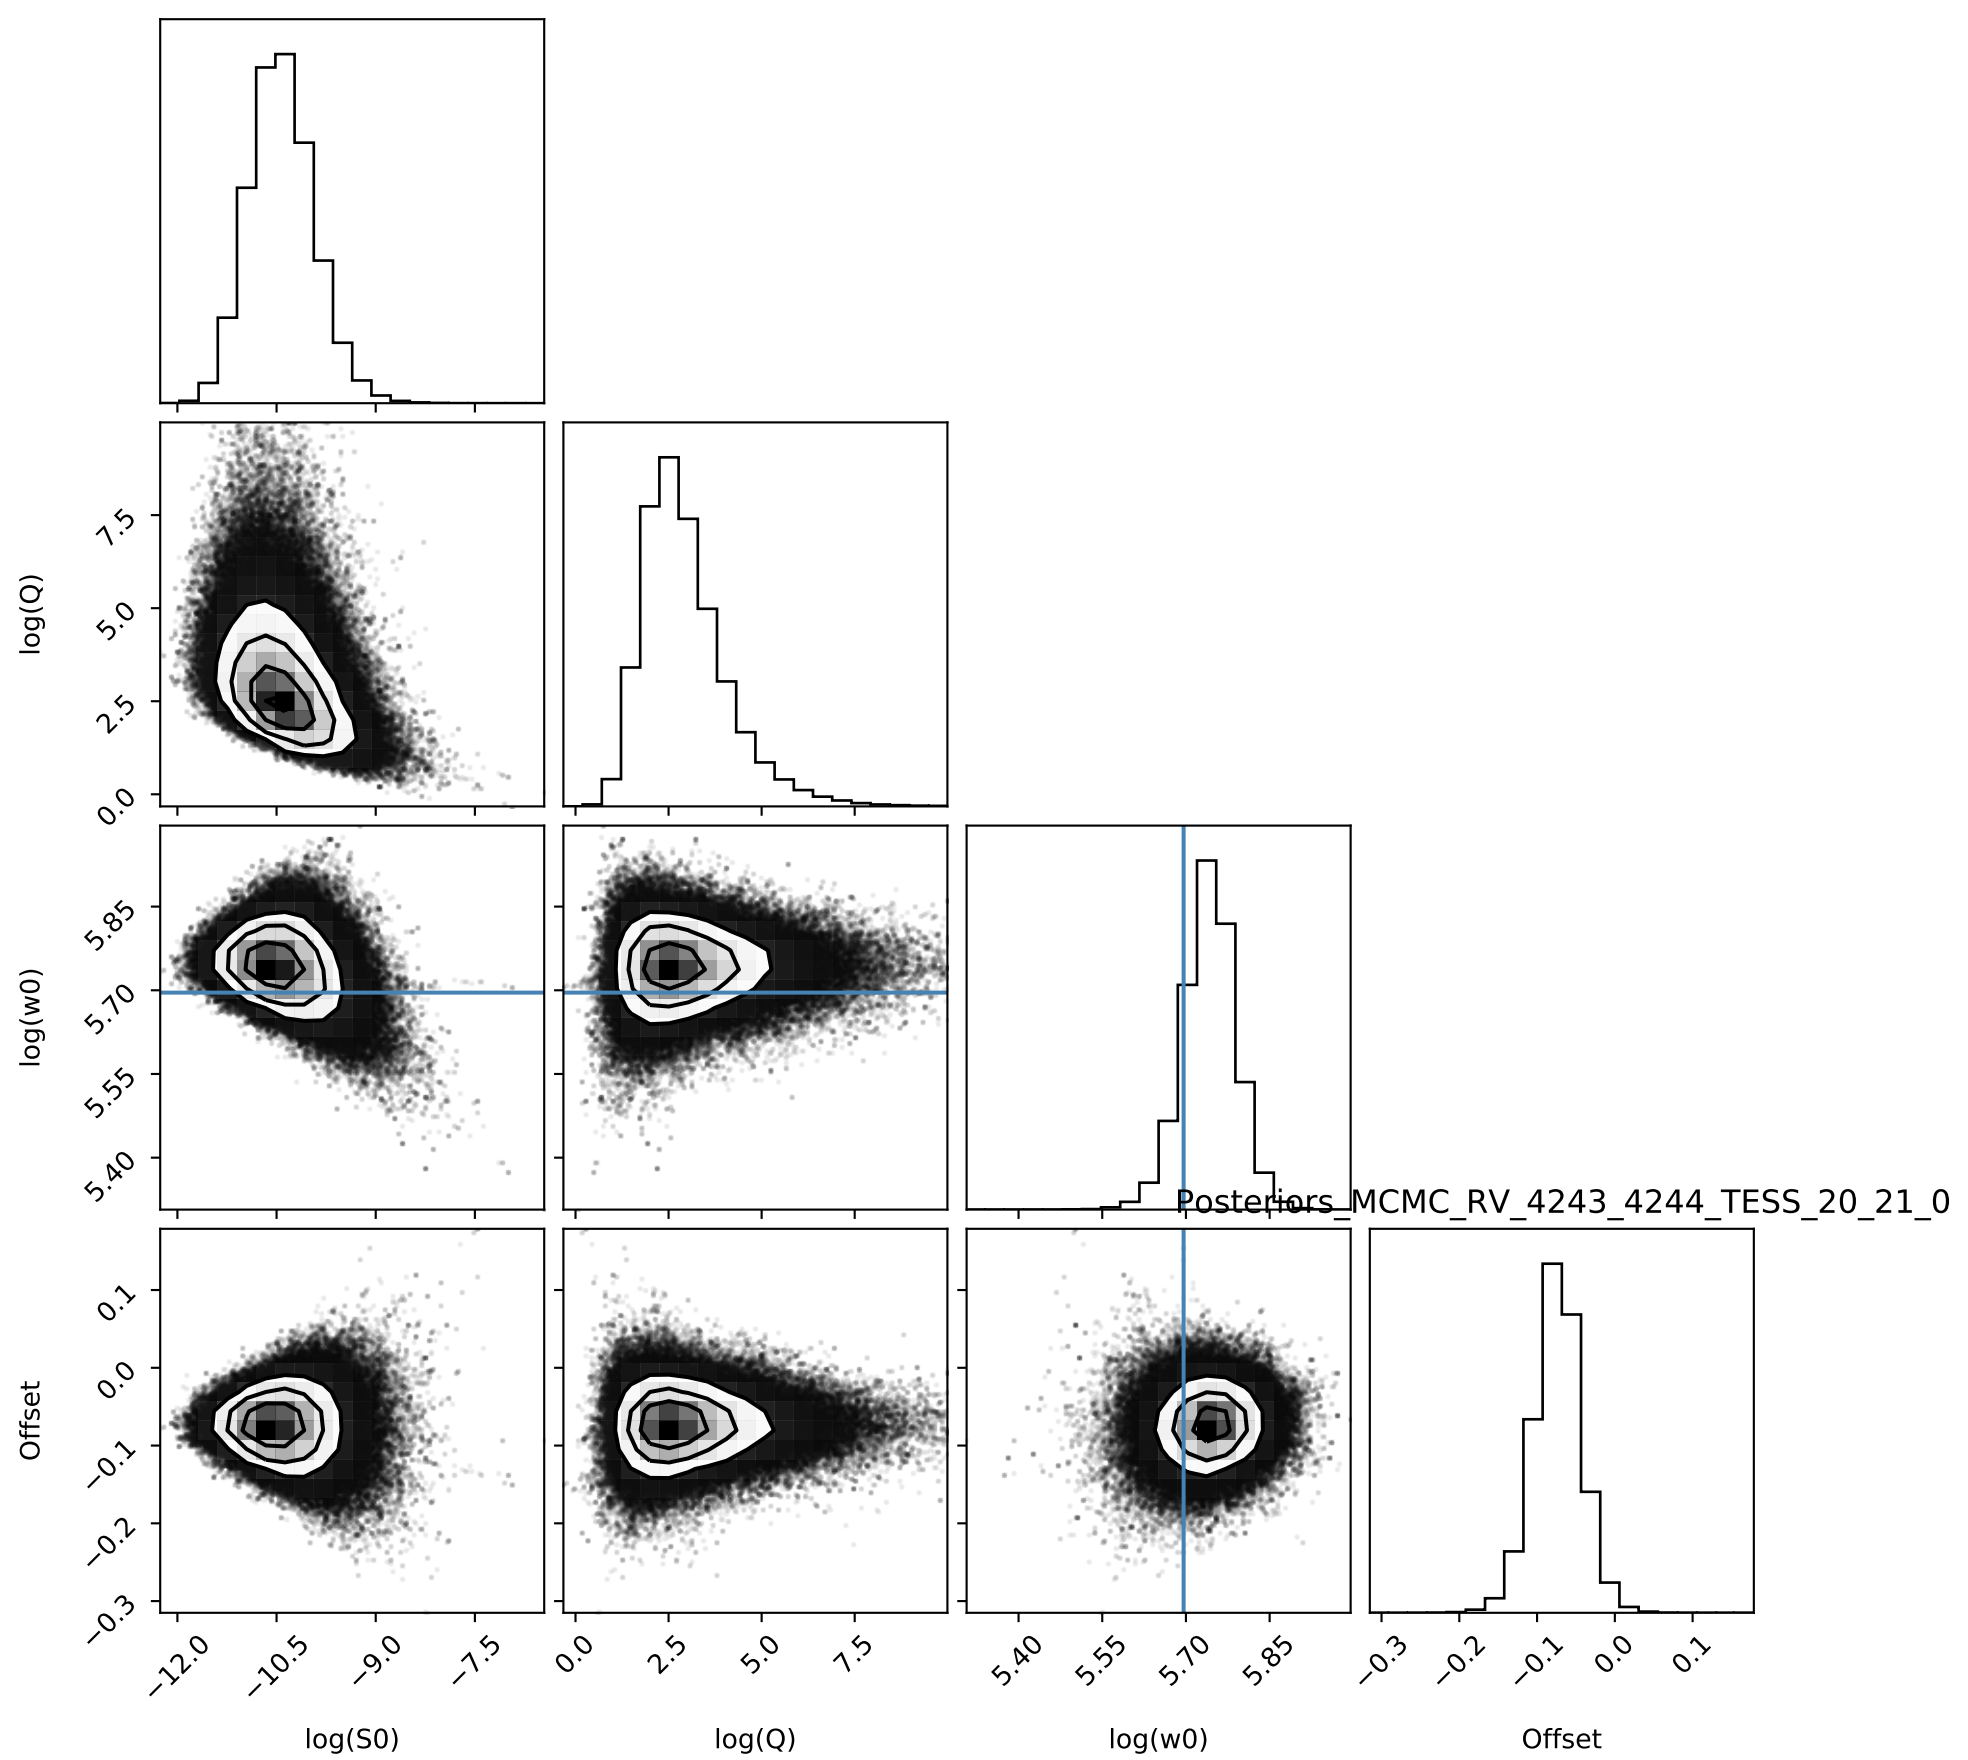 log(Q)
7.5
5.0
2.5
0.0
log(w0)
5.85
5.70
5.55
5.40
Posteriors_MCMC_RV_4243_4244_TESS_20_21_0
Offset
0.1
0.0
−0.1
−0.2
−0.3
−12.0 −10.5 −9.0 −7.5 0.0 2.5 5.0 7.5 5.40 5.55 5.70 5.85 −0.3 −0.2 −0.1 0.0 0.1
log(S0) log(Q) log(w0) Offset